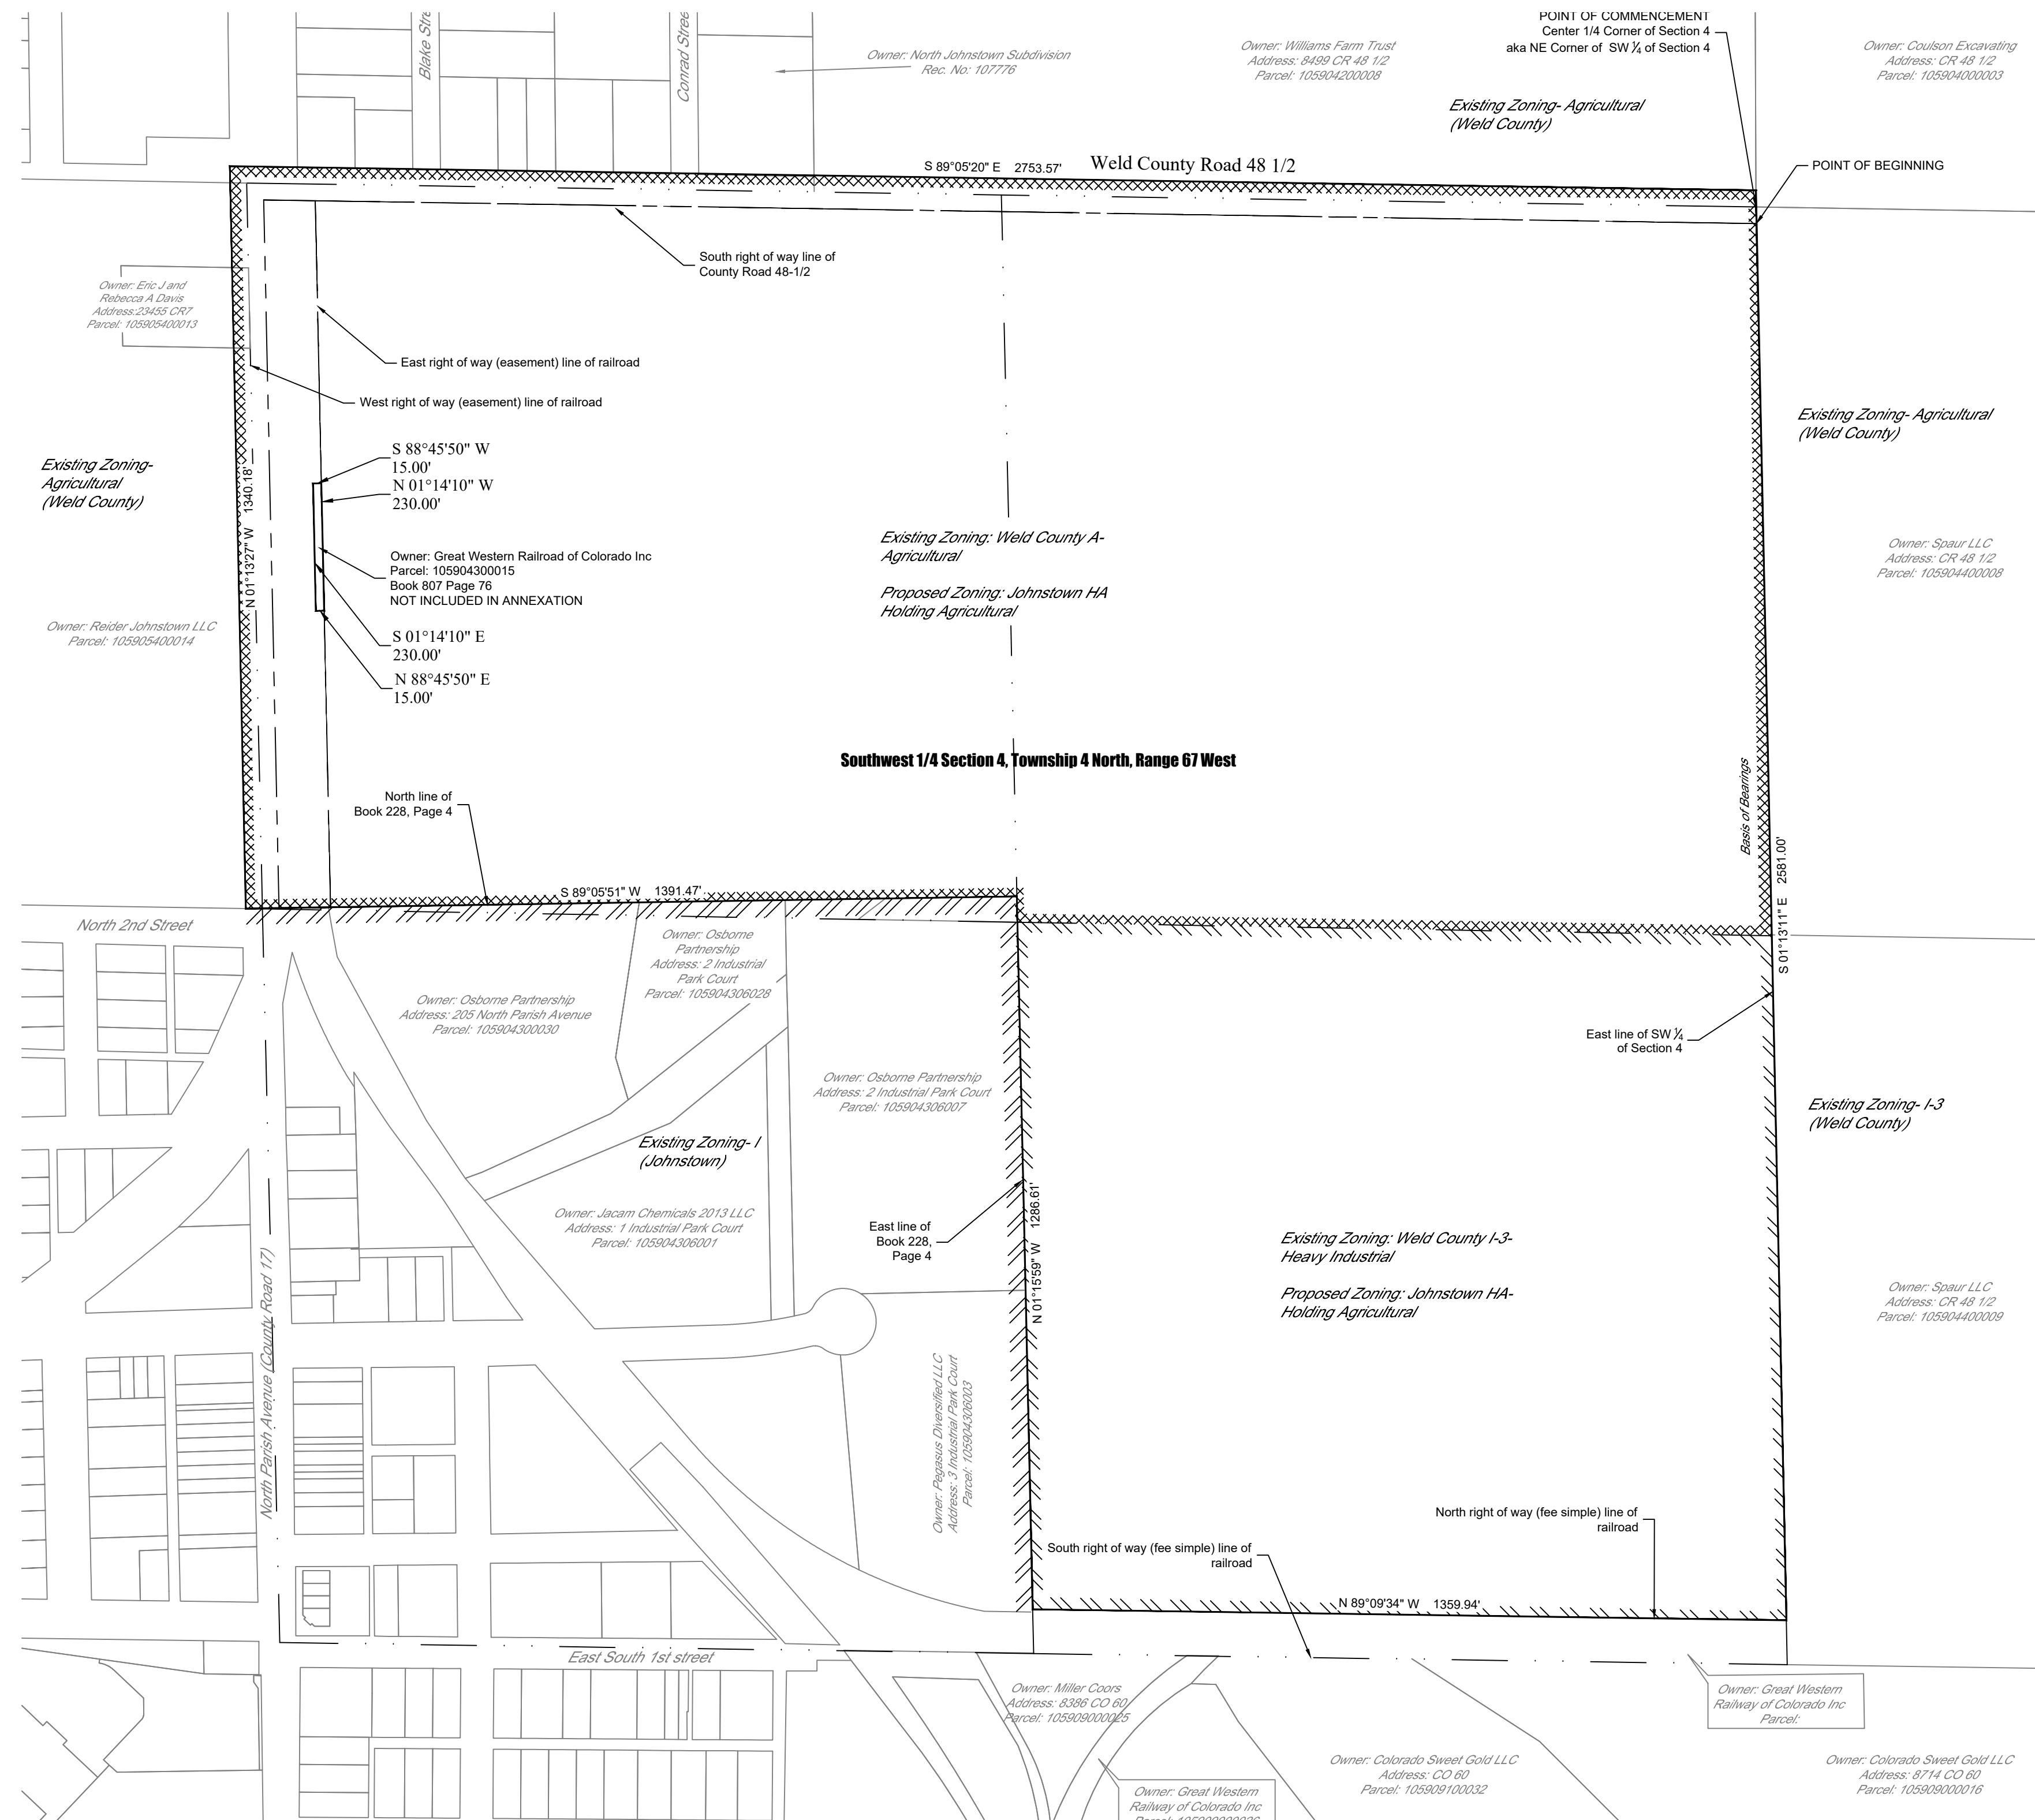 Blake Stre
Conrad Stree
Owner: North Johnstown Subdivision
Rec. No: 107776
Owner: Williams Farm Trust
Address: 8499 CR 48 1/2
Parcel: 105904200008
POINT OF COMMENCEMENT
Center 1/4 Corner of Section 4
aka NE Corner of SW ¼ of Section 4
Owner: Coulson Excavating
Address: CR 48 1/2
Parcel: 105904000003
Existing Zoning- Agricultural
(Weld County)
S 89°05'20" E 2753.57'
Weld County Road 48 1/2
POINT OF BEGINNING
South right of way line of
County Road 48-1/2
Owner: Eric J and
Rebecca A Davis
Address:23455 CR7
Parcel: 105905400013
East right of way (easement) line of railroad
West right of way (easement) line of railroad
Existing Zoning- Agricultural
(Weld County)
S 88°45'50" W
15.00'
N 01°14'10" W
230.00'
Existing Zoning-
Agricultural
(Weld County)
N 01°13'27" W 1340.18'
Existing Zoning: Weld County A-
Agricultural
Proposed Zoning: Johnstown HA
Holding Agricultural
Owner: Great Western Railroad of Colorado Inc
Parcel: 105904300015
Book 807 Page 76
NOT INCLUDED IN ANNEXATION
Owner: Spaur LLC
Address: CR 48 1/2
Parcel: 105904400008
Owner: Reider Johnstown LLC
Parcel: 105905400014
S 01°14'10" E
230.00'
N 88°45'50" E
15.00'
Southwest 1/4 Section 4, Township 4 North, Range 67 West
Basis of Bearings
North line of
Book 228, Page 4
S 89°05'51" W 1391.47'
S 01°13'11" E 2581.00'
North 2nd Street
Owner: Osborne
Partnership
Address: 2 Industrial
Park Court
Parcel: 105904306028
Owner: Osborne Partnership
Address: 205 North Parish Avenue
Parcel: 105904300030
East line of SW ¼
of Section 4
Owner: Osborne Partnership
Address: 2 Industrial Park Court
Parcel: 105904306007
Existing Zoning- I-3
(Weld County)
Existing Zoning- I
(Johnstown)
Owner: Jacam Chemicals 2013 LLC
Address: 1 Industrial Park Court
Parcel: 105904306001
East line of
Book 228,
Page 4
N 01°15'59" W 1286.61'
Existing Zoning: Weld County I-3-
Heavy Industrial
Proposed Zoning: Johnstown HA-
Holding Agricultural
Owner: Spaur LLC
Address: CR 48 1/2
Parcel: 105904400009
North Parish Avenue (County Road 17)
Owner: Pegasus Diversified LLC
Address: 3 Industrial Park Court
Parcel: 105904306003
North right of way (fee simple) line of
railroad
South right of way (fee simple) line of
railroad
N 89°09'34" W 1359.94'
East South 1st street
Owner: Miller Coors
Address: 8386 CO 60
Parcel: 105909000025
Owner: Great Western
Railway of Colorado Inc
Parcel:
Owner: Colorado Sweet Gold LLC
Address: CO 60
Parcel: 105909100032
Owner: Colorado Sweet Gold LLC
Address: 8714 CO 60
Parcel: 105909000016
Owner: Great Western
Railway of Colorado Inc